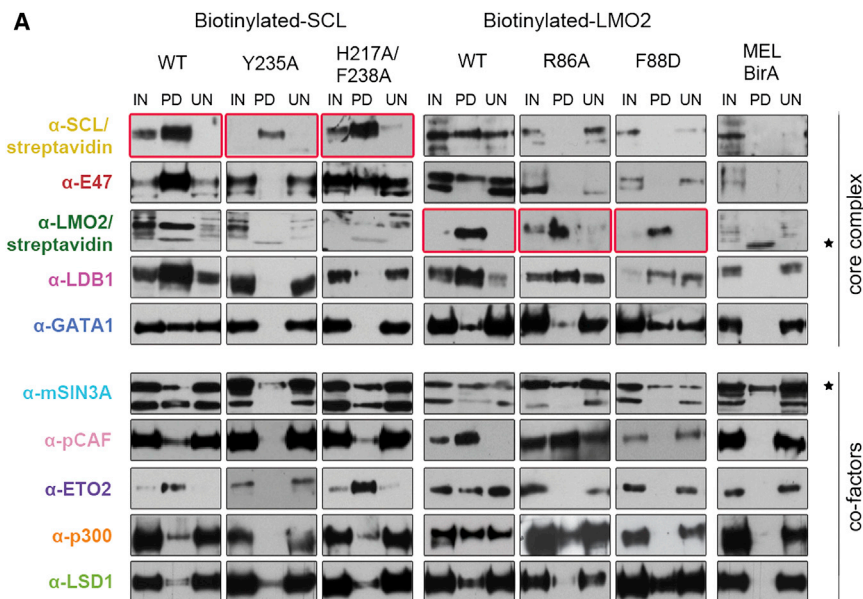 A
Biotinylated-SCL Biotinylated-LMO2
WT Y235A H217A/ F238A WT R86A F88D MEL BirA
IN PD UN IN PD UN IN PD UN IN PD UN IN PD UN IN PD UN IN PD UN
α-SCL/
streptavidin
α-E47
α-LMO2/
streptavidin
α-LDB1
α-GATA1
core complex
α-mSIN3A
α-pCAF
α-ETO2
α-p300
α-LSD1
co-factors